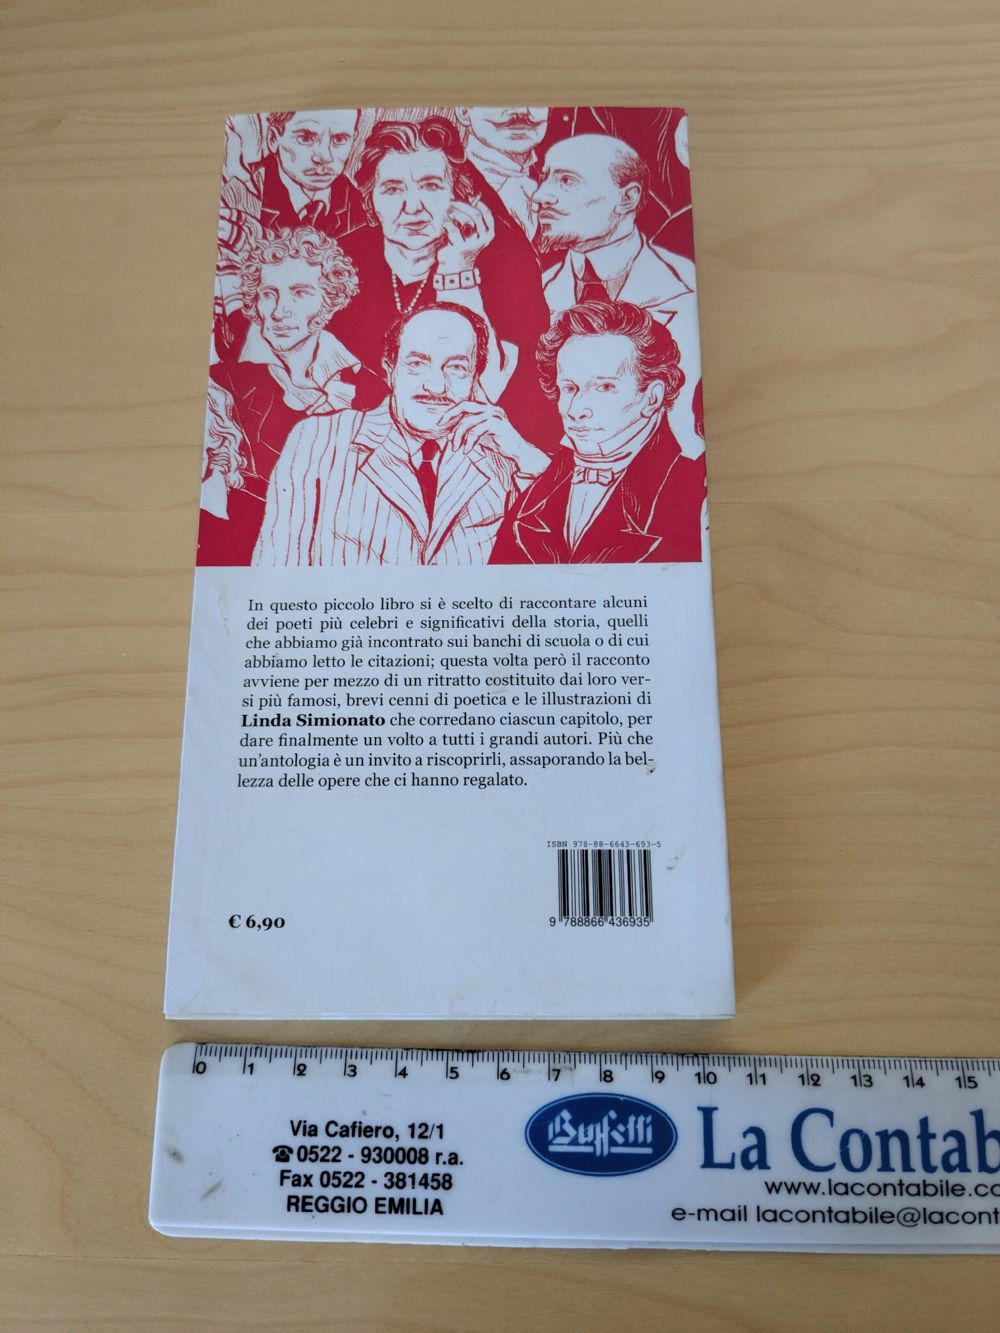 In questo piccolo libro si è scelto di raccontare alcuni
dei poeti più celebri e significativi della storia, quelli
che abbiamo già incontrato sui banchi di scuola o di cui
abbiamo letto le citazioni; questa volta però il racconto
avviene per mezzo di un ritratto costituito dai loro ver-
si più famosi, brevi cenni di poetica e le illustrazioni di
Linda Simionato che corredano ciascun capitolo, per
dare finalmente un volto a tutti i grandi autori. Più che
un'antologia è un invito a riscoprirli, assaporando la bel-
lezza delle opere che ci hanno regalato.
ISBN 978-88-6643-693-5
9 788866 436935
€ 6,90
0 1 2 3 4 5 6 7 8 9 10 11 12 13 14 15
Via Cafiero, 12/1
☎0522 - 930008 r.a.
Fax 0522 - 381458
REGGIO EMILIA
Buffetti
La Contab
www.lacontabile.co
e-mail lacontabile@lacont